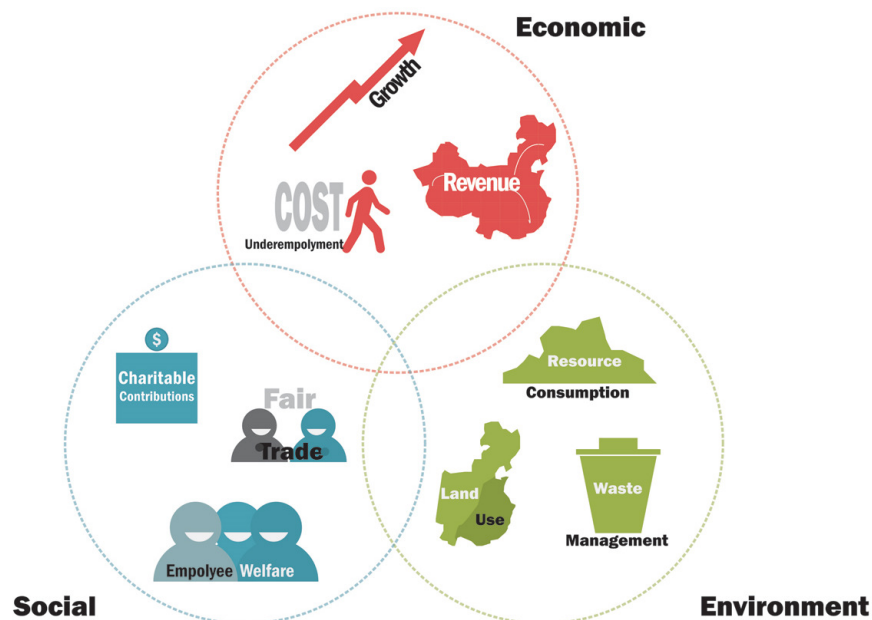 Economic
Growth
COST
Underempolyment
Revenue
$
Charitable
Contributions
Fair
Trade
Empolyee Welfare
Resource
Consumption
Land
Use
Waste
Management
Social
Environment